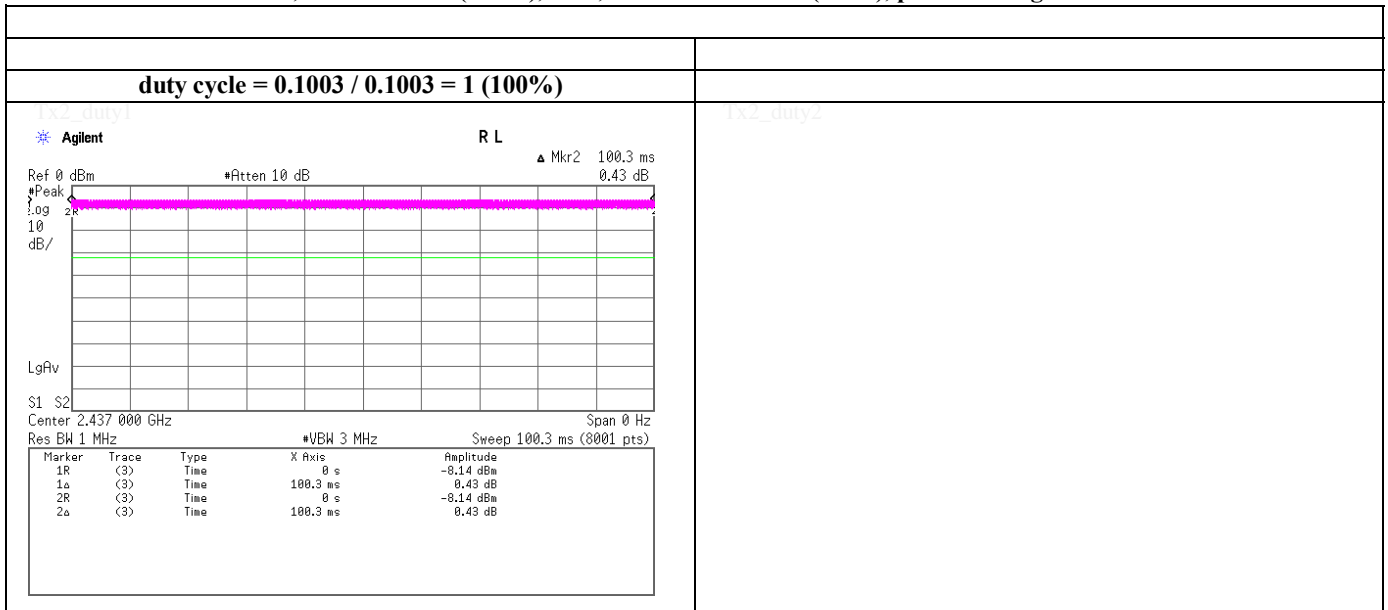 duty cycle = 0.1003 / 0.1003 = 1 (100%)
Tx2_duty1
Tx2_duty2
Agilent
R L
Δ Mkr2 100.3 ms
Ref 0 dBm #Atten 10 dB 0.43 dB
#Peak
Log 2R
10
dB/
LgAv
S1 S2
Center 2.437 000 GHz Span 0 Hz
Res BW 1 MHz #VBW 3 MHz Sweep 100.3 ms (8001 pts)
Marker Trace Type X Axis Amplitude
1R (3) Time 0 s -8.14 dBm
1Δ (3) Time 100.3 ms 0.43 dB
2R (3) Time 0 s -8.14 dBm
2Δ (3) Time 100.3 ms 0.43 dB